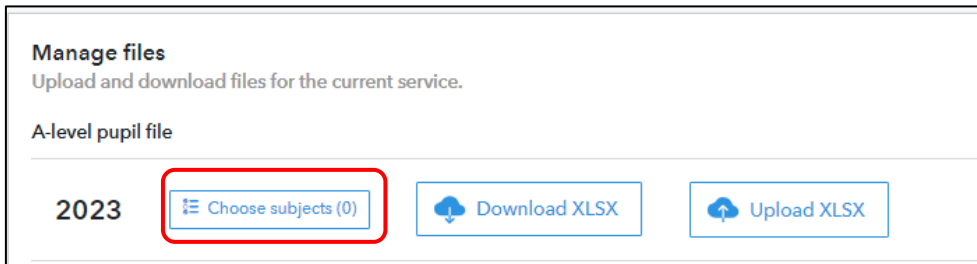 Manage files
Upload and download files for the current service.
A-level pupil file
2023 Choose subjects (0) Download XLSX Upload XLSX